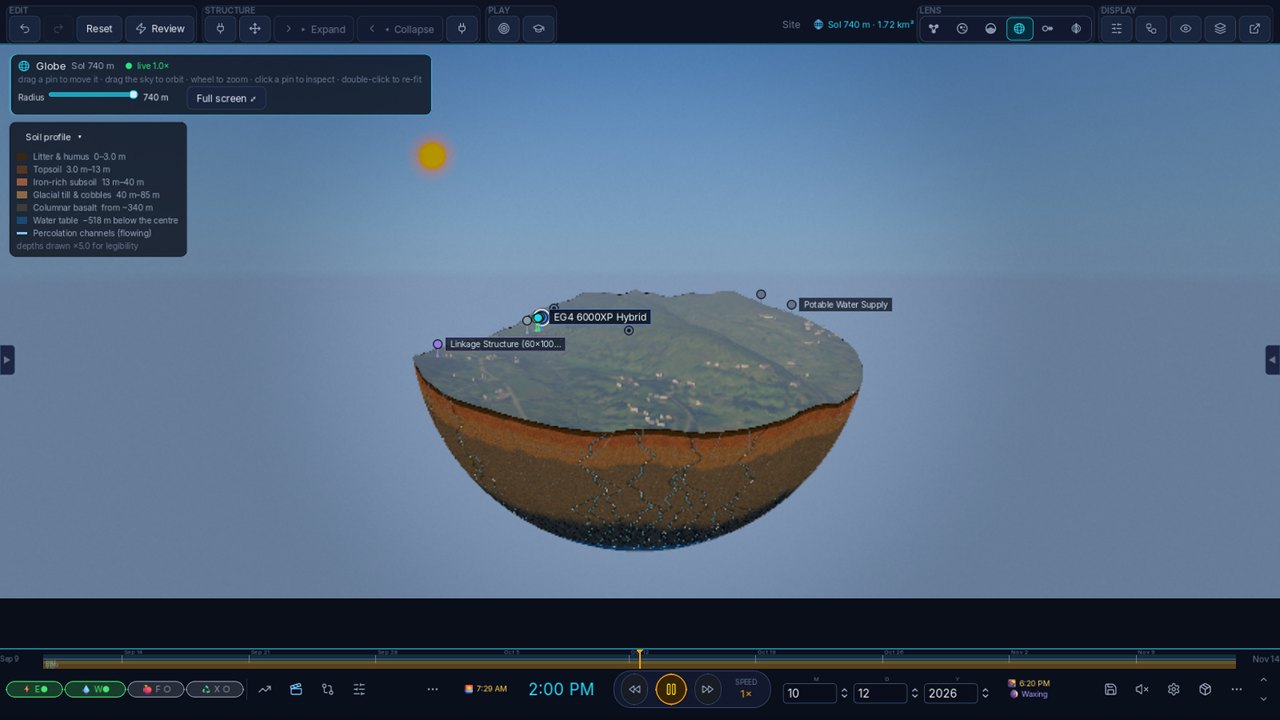 EDIT
STRUCTURE
PLAY
LENS
DISPLAY
Reset
Review
Expand
Collapse
Site
Sol 740 m · 1.72 km²
Globe Sol 740 m live 1.0×
drag a pin to move it · drag the sky to orbit · wheel to zoom · click a pin to inspect · double-click to re-fit
Radius 740 m Full screen
Soil profile
Litter & humus 0–3.0 m
Topsoil 3.0 m–13 m
Iron-rich subsoil 13 m–40 m
Glacial till & cobbles 40 m–85 m
Columnar basalt from ~340 m
Water table ~518 m below the centre
Percolation channels (flowing)
depths drawn ×5.0 for legibility
Potable Water Supply
EG4 6000XP Hybrid
Linkage Structure (60×100…
Sep 9
Sep 14
Sep 21
Sep 28
Oct 5
Oct 19
Oct 26
Nov 2
Nov 9
Nov 14
E
W
F
X
7:29 AM
2:00 PM
SPEED
1×
M
D
Y
10
12
2026
6:20 PM
Waxing